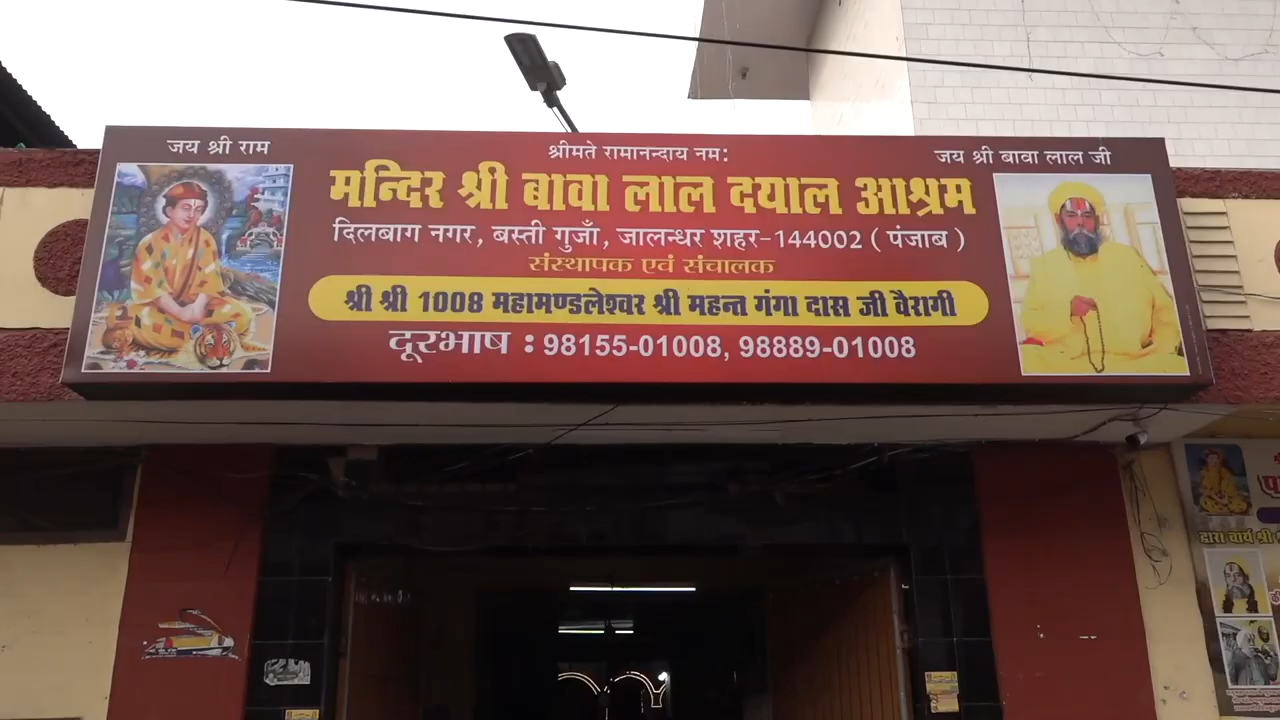 जय श्री राम
श्रीमते रामानन्दाय नम:
जय श्री बावा लाल जी
मन्दिर श्री बावा लाल दयाल आश्रम
दिलबाग नगर, बस्ती गुजाँ, जालन्धर शहर-144002 ( पंजाब )
संस्थापक एवं संचालक
श्री श्री 1008 महामण्डलेश्वर श्री महन्त गंगा दास जी वैरागी
दूरभाष : 98155-01008, 98889-01008
द्वारा चार्य श्री